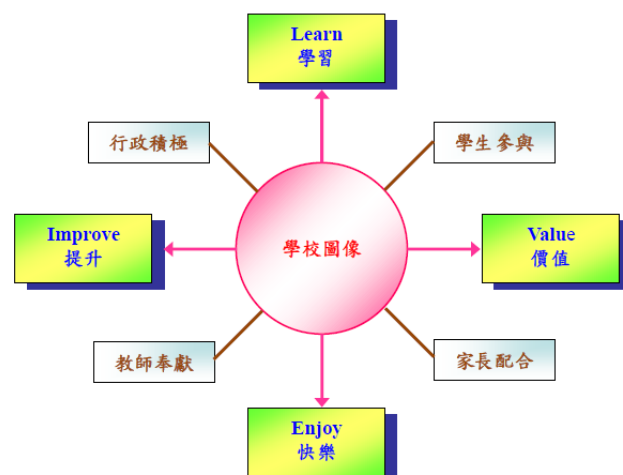 Learn
學習
行政積極
學生參與
Improve
提升
學校圖像
Value
價值
教師奉獻
家長配合
Enjoy
快樂